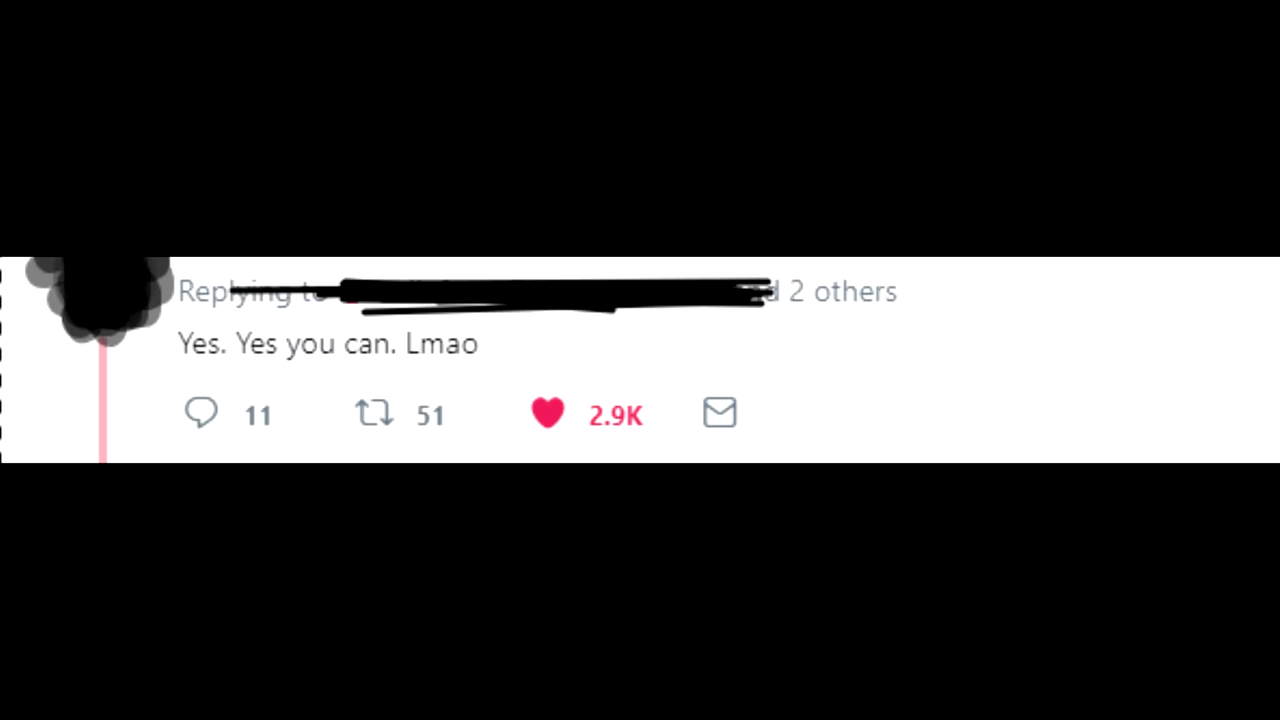 Replying to d 2 others
Yes. Yes you can. Lmao
11 51 2.9K